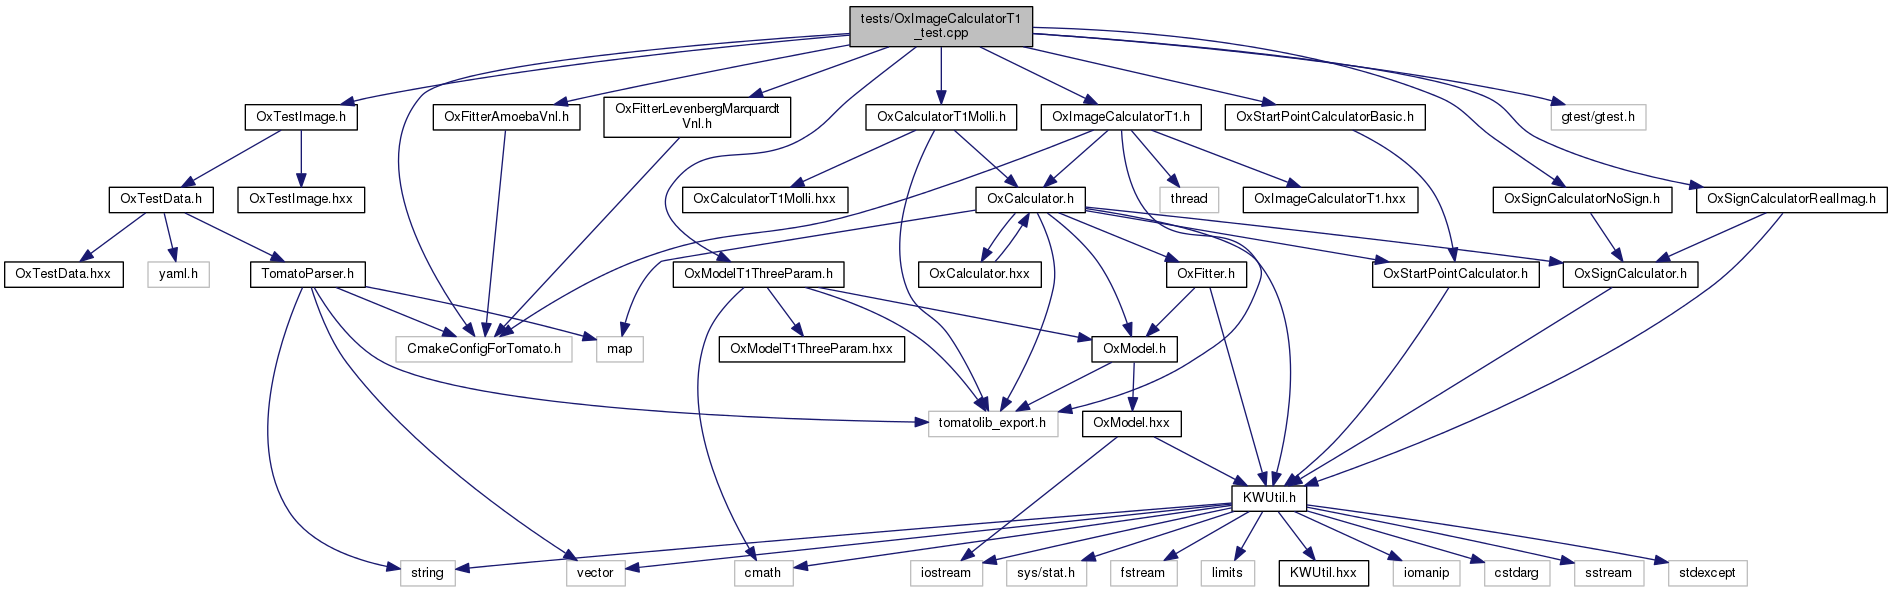 tests/OxImageCalculatorT1
_test.cpp
OxTestImage.h
OxFitterAmoebaVnl.h
OxFitterLevenbergMarquardt
Vnl.h
OxCalculatorT1Molli.h
OxImageCalculatorT1.h
OxStartPointCalculatorBasic.h
gtest/gtest.h
OxTestData.h
OxTestImage.hxx
OxCalculatorT1Molli.hxx
OxCalculator.h
thread
OxImageCalculatorT1.hxx
OxSignCalculatorNoSign.h
OxSignCalculatorRealImag.h
OxTestData.hxx
yaml.h
TomatoParser.h
OxModelT1ThreeParam.h
OxCalculator.hxx
OxFitter.h
OxStartPointCalculator.h
OxSignCalculator.h
CmakeConfigForTomato.h
map
OxModelT1ThreeParam.hxx
OxModel.h
tomatolib_export.h
OxModel.hxx
KWUtil.h
string
vector
cmath
iostream
sys/stat.h
fstream
limits
KWUtil.hxx
iomanip
cstdarg
sstream
stdexcept